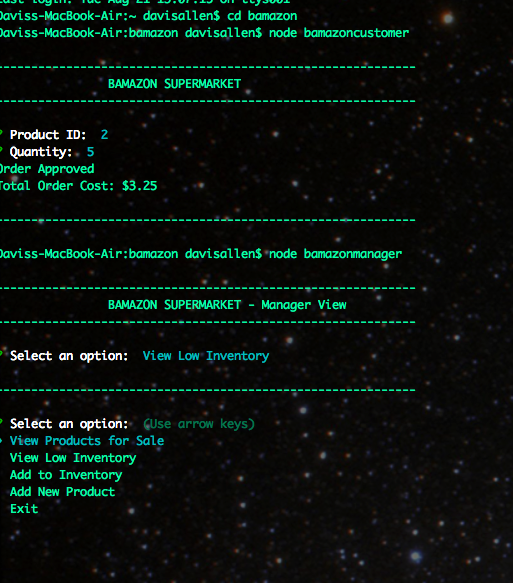 Last login: Tue Aug 21 15:07:15 on ttys001
Daviss-MacBook-Air:~ davisallen$ cd bamazon
Daviss-MacBook-Air:bamazon davisallen$ node bamazoncustomer
------------------------------------------------------------
BAMAZON SUPERMARKET
------------------------------------------------------------
? Product ID: 2
? Quantity: 5
Order Approved
Total Order Cost: $3.25
------------------------------------------------------------
Daviss-MacBook-Air:bamazon davisallen$ node bamazonmanager
------------------------------------------------------------
BAMAZON SUPERMARKET - Manager View
------------------------------------------------------------
? Select an option: View Low Inventory
------------------------------------------------------------
? Select an option: (Use arrow keys)
❯ View Products for Sale
View Low Inventory
Add to Inventory
Add New Product
Exit